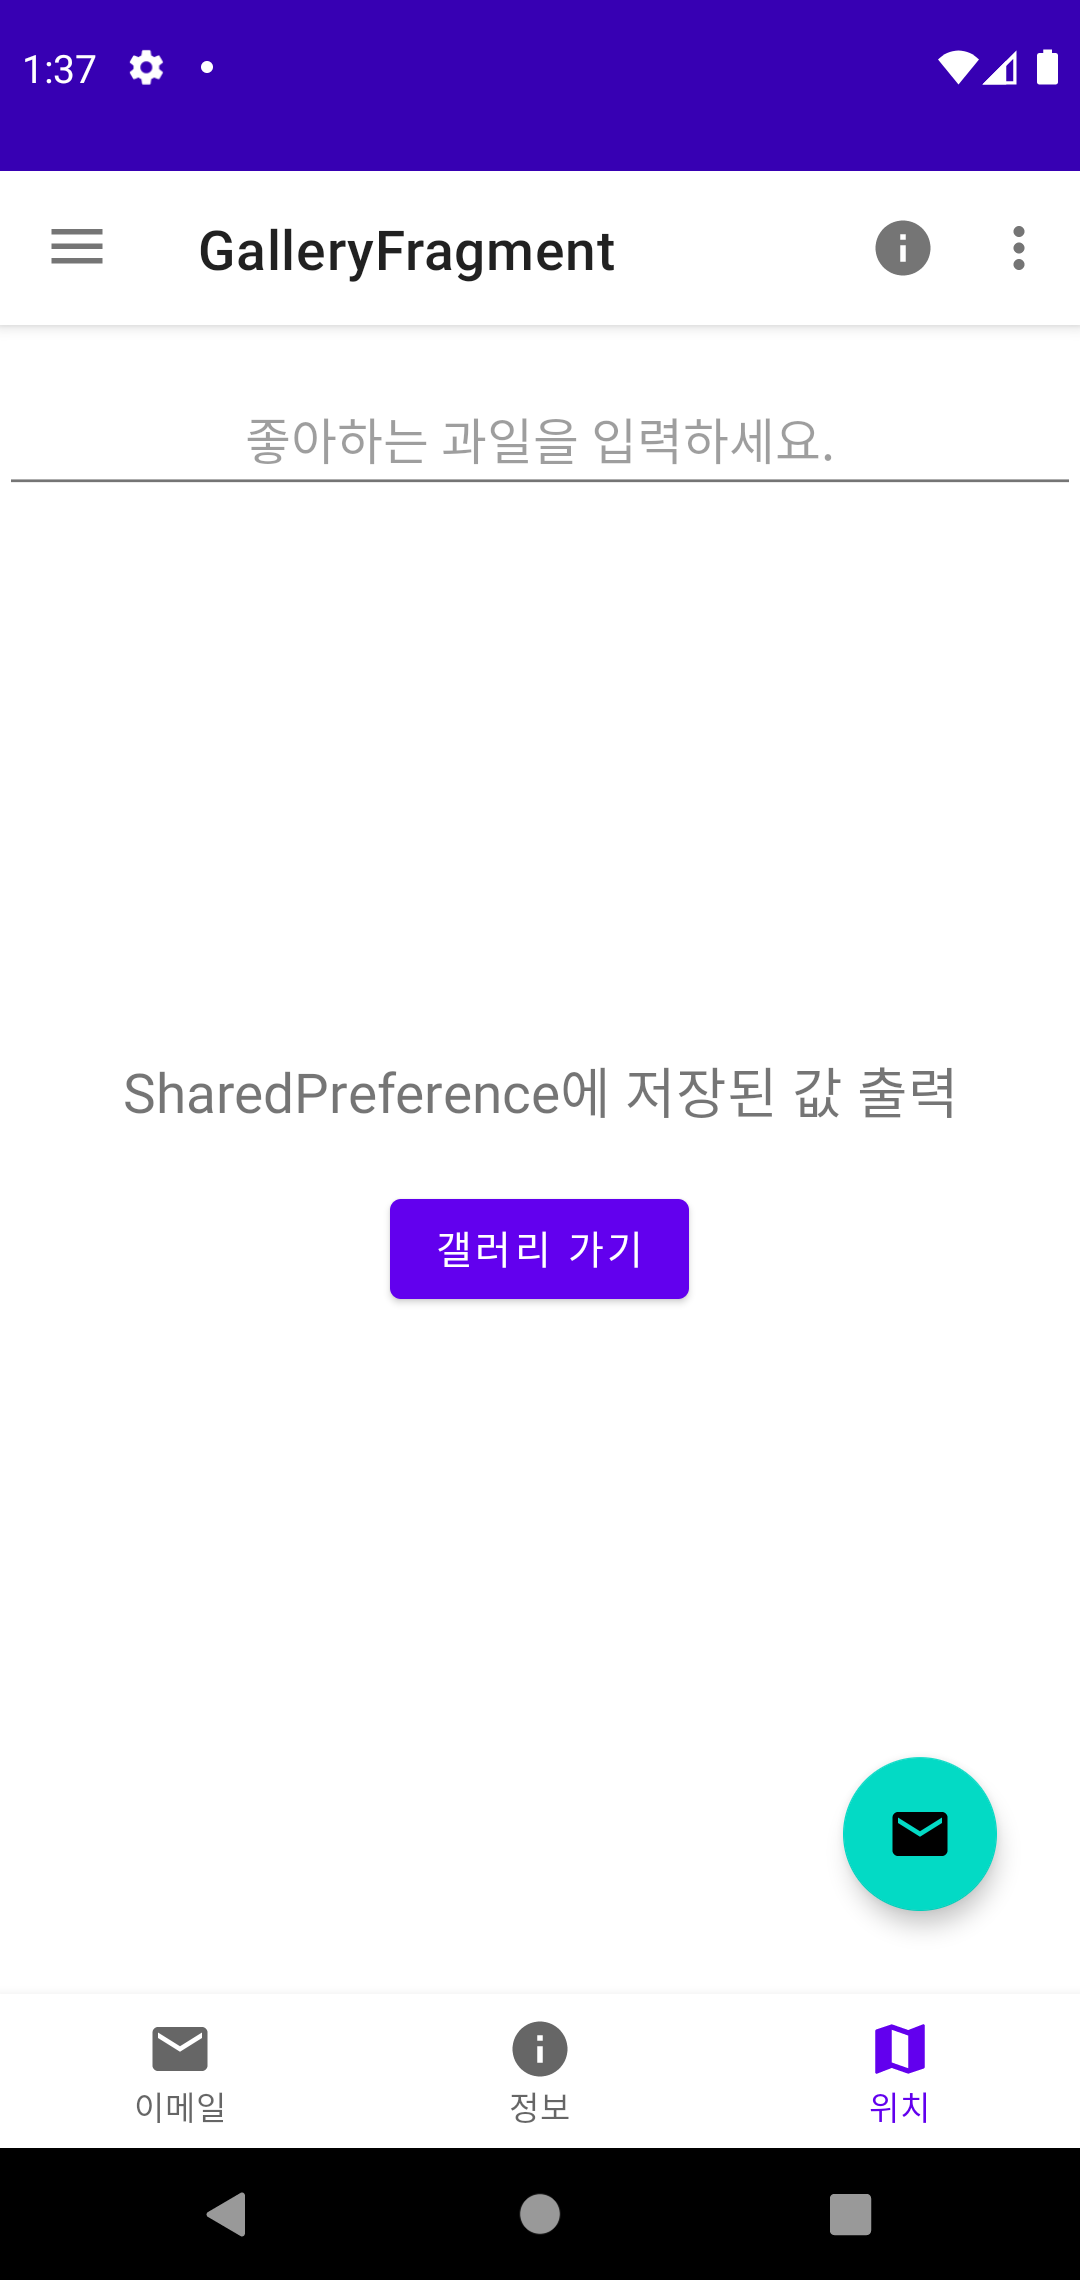 1:37
GalleryFragment
좋아하는 과일을 입력하세요.
SharedPreference에 저장된 값 출력
갤러리 가기
이메일
정보
위치